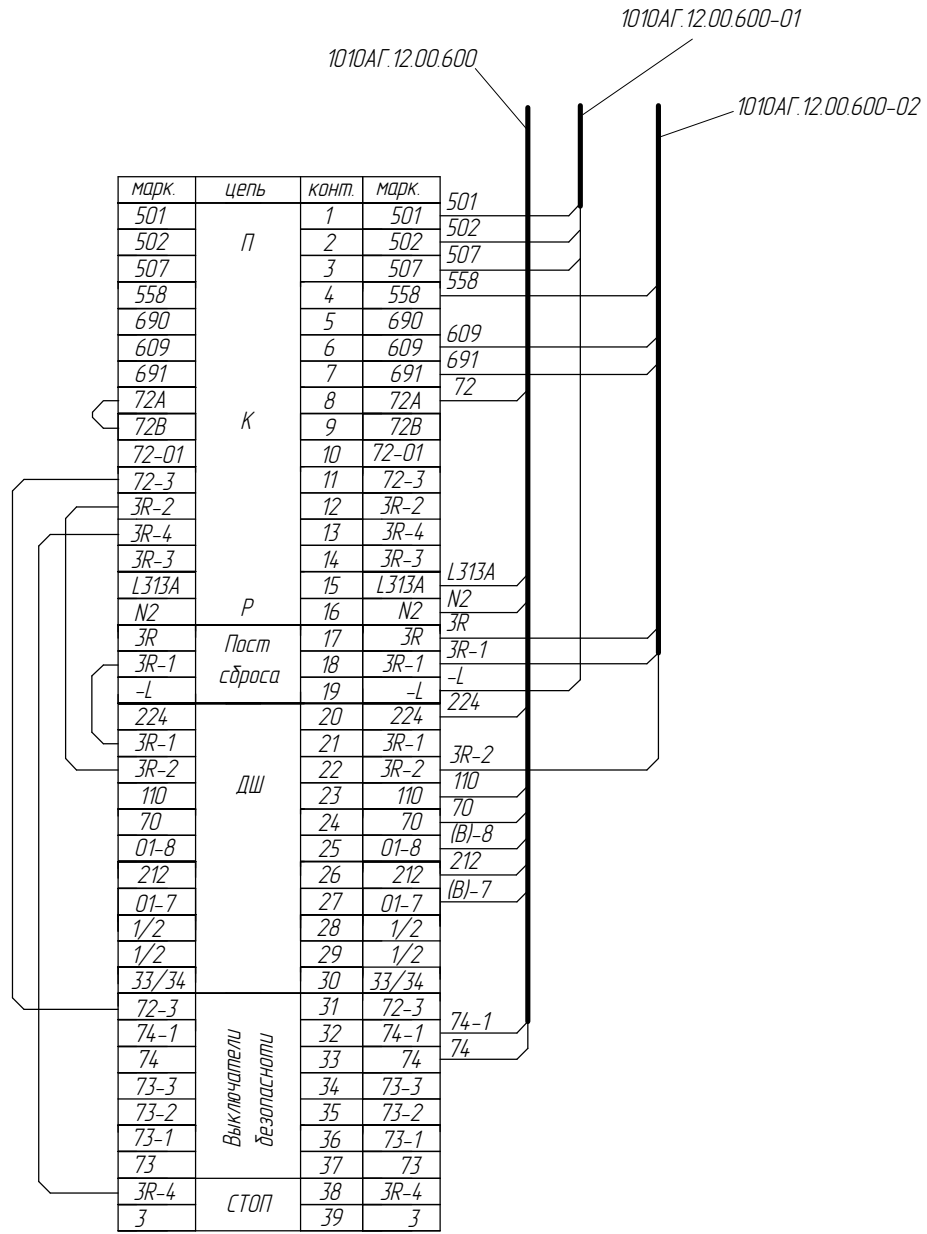 1010АГ.12.00.600-01
1010АГ.12.00.600
1010АГ.12.00.600-02
марк. цепь конт. марк.
501 1 501 501
502 П 2 502 502
507 3 507 507
558 4 558 558
690 5 690
609 6 609 609
691 7 691 691
72А 8 72А 72
72В К 9 72В
72-01 10 72-01
72-3 11 72-3
3R-2 12 3R-2
3R-4 13 3R-4
3R-3 14 3R-3
L313A 15 L313A L313A
N2 Р 16 N2 N2
3R Пост 17 3R 3R
3R-1 сброса 18 3R-1 3R-1
-L 19 -L -L
224 20 224 224
3R-1 21 3R-1
3R-2 ДШ 22 3R-2 3R-2
110 23 110 110
70 24 70 70
01-8 25 01-8 (В)-8
212 26 212 212
01-7 27 01-7 (В)-7
1/2 28 1/2
1/2 29 1/2
33/34 30 33/34
72-3 31 72-3
74-1 32 74-1 74-1
74 33 74 74
73-3 34 73-3
73-2 35 73-2
73-1 36 73-1
73 37 73
Выключатели
безопасноти
3R-4 СТОП 38 3R-4
3 39 3